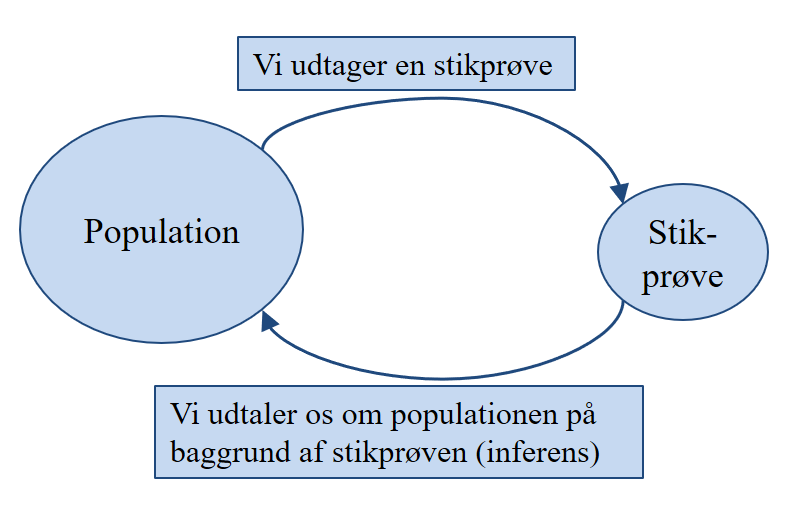 Vi udtager en stikprøve
Population
Stik-
prøve
Vi udtaler os om populationen på
baggrund af stikprøven (inferens)